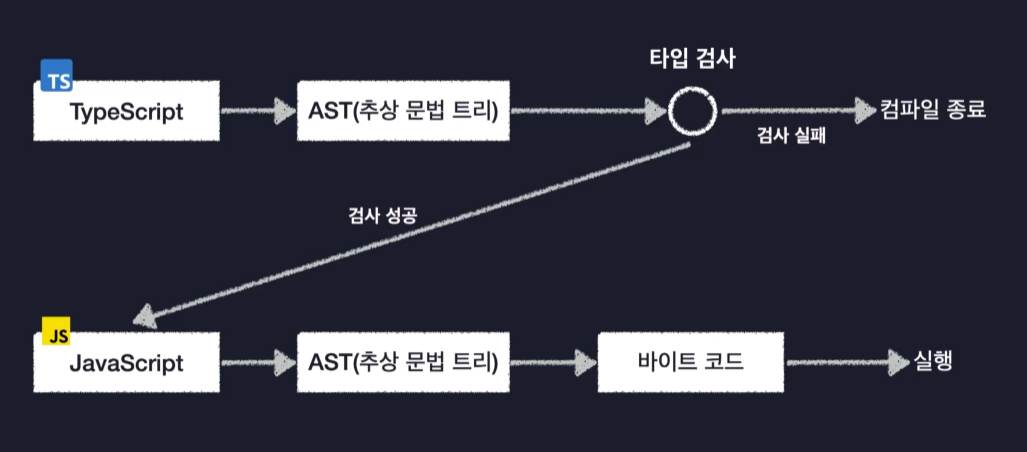 타입 검사
TS
TypeScript
AST(추상 문법 트리)
컴파일 종료
검사 실패
검사 성공
JS
JavaScript
AST(추상 문법 트리)
바이트 코드
실행